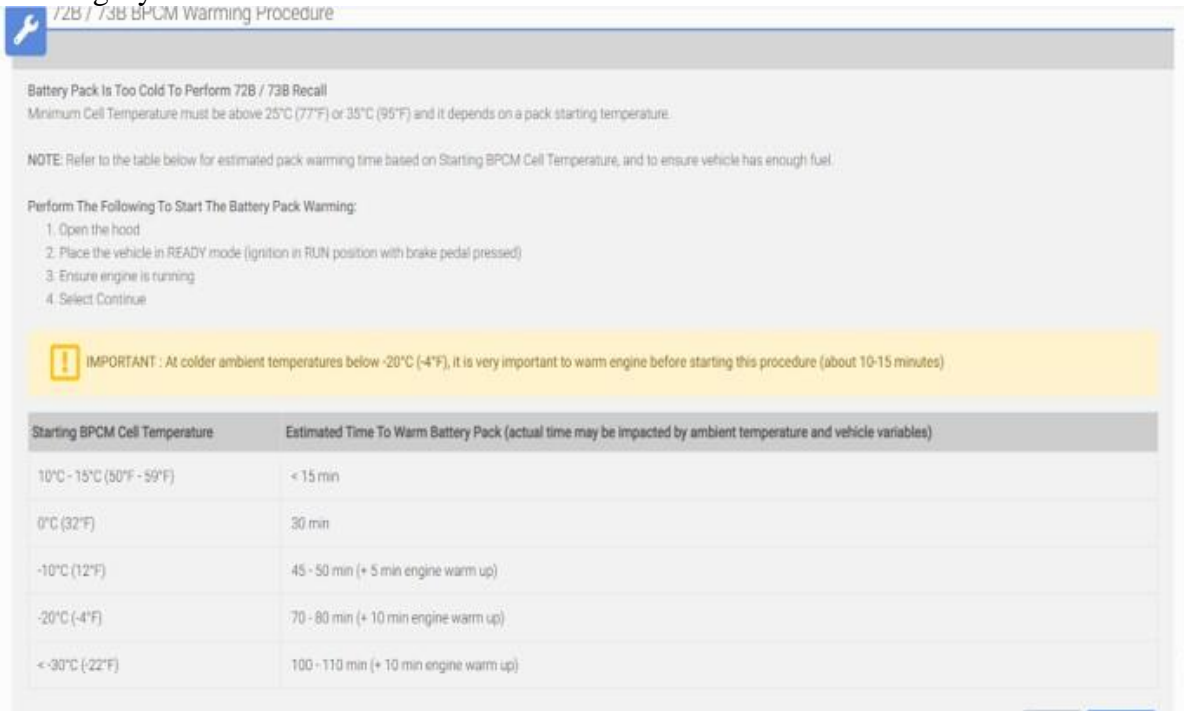 72B / 73B BPCM Warming Procedure
Battery Pack Is Too Cold To Perform 72B / 73B Recall
Minimum Cell Temperature must be above 25°C (77°F) or 35°C (95°F) and it depends on a pack starting temperature.
NOTE: Refer to the table below for estimated pack warming time based on Starting BPCM Cell Temperature, and to ensure vehicle has enough fuel.
Perform The Following To Start The Battery Pack Warming:
1. Open the hood
2. Place the vehicle in READY mode (ignition in RUN position with brake pedal pressed)
3. Ensure engine is running
4. Select Continue
IMPORTANT : At colder ambient temperatures below -20°C (-4°F), it is very important to warm engine before starting this procedure (about 10-15 minutes)
Starting BPCM Cell Temperature Estimated Time To Warm Battery Pack (actual time may be impacted by ambient temperature and vehicle variables)
10°C - 15°C (50°F - 59°F) < 15 min
0°C (32°F) 30 min
-10°C (12°F) 45 - 50 min (+ 5 min engine warm up)
-20°C (-4°F) 70 - 80 min (+ 10 min engine warm up)
< -30°C (-22°F) 100 - 110 min (+ 10 min engine warm up)